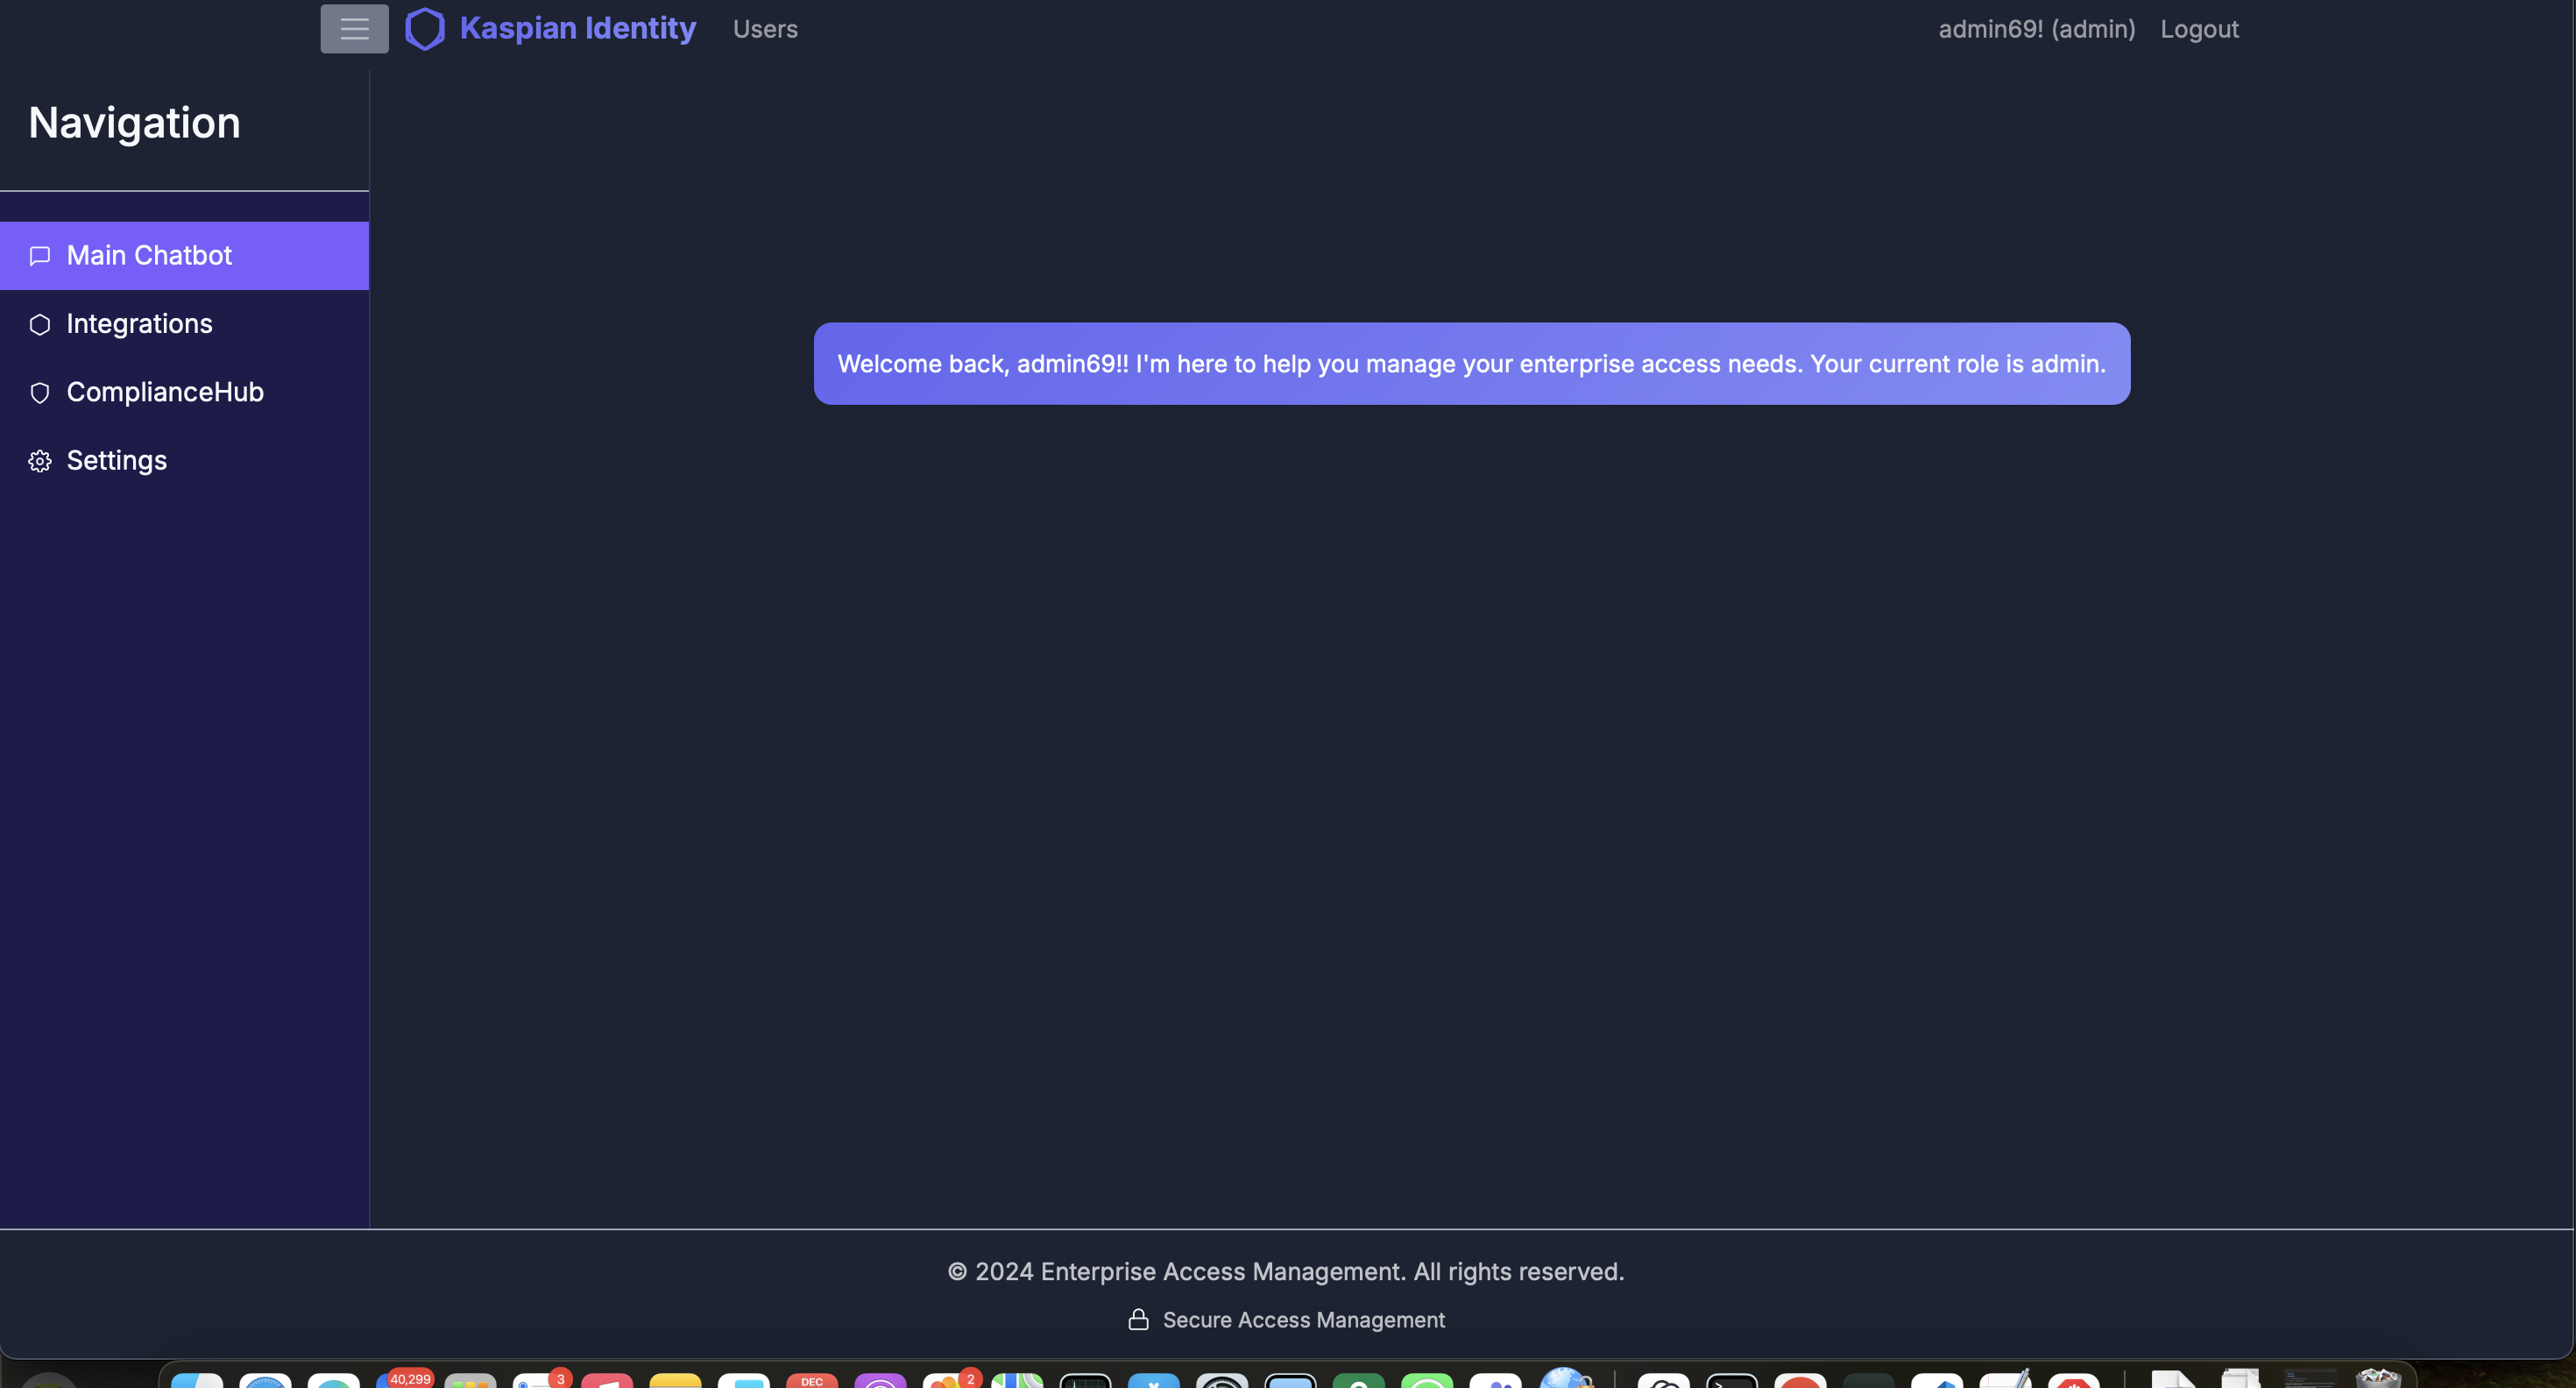 Kaspian Identity
Users
admin69! (admin)
Logout
Navigation
Main Chatbot
Integrations
ComplianceHub
Settings
Welcome back, admin69!! I'm here to help you manage your enterprise access needs. Your current role is admin.
© 2024 Enterprise Access Management. All rights reserved.
Secure Access Management
40,299
3
DEC
2